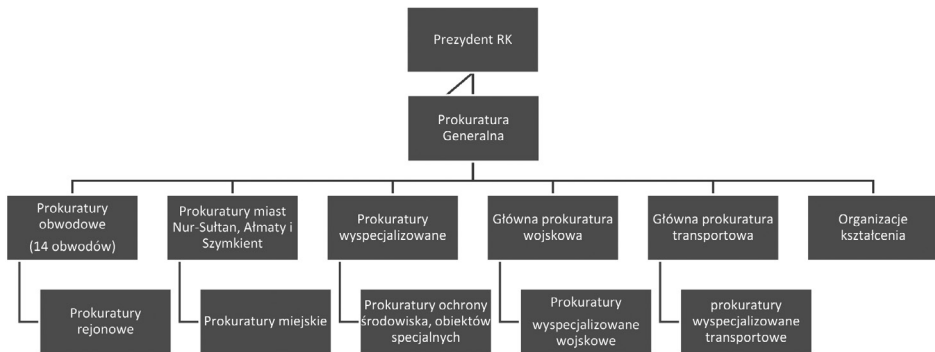 Prezydent RK
Prokuratura
Generalna
Prokuratury
obwodowe
(14 obwodów)
Prokuratury miast
Nur-Sułtan, Ałmaty i
Szymkient
Prokuratury
wyspecjalizowane
Główna prokuratura
wojskowa
Główna prokuratura
transportowa
Organizacje
kształcenia
Prokuratury
rejonowe
Prokuratury miejskie
Prokuratury ochrony
środowiska, obiektów
specjalnych
Prokuratury
wyspecjalizowane
wojskowe
prokuratury
wyspecjalizowane
transportowe